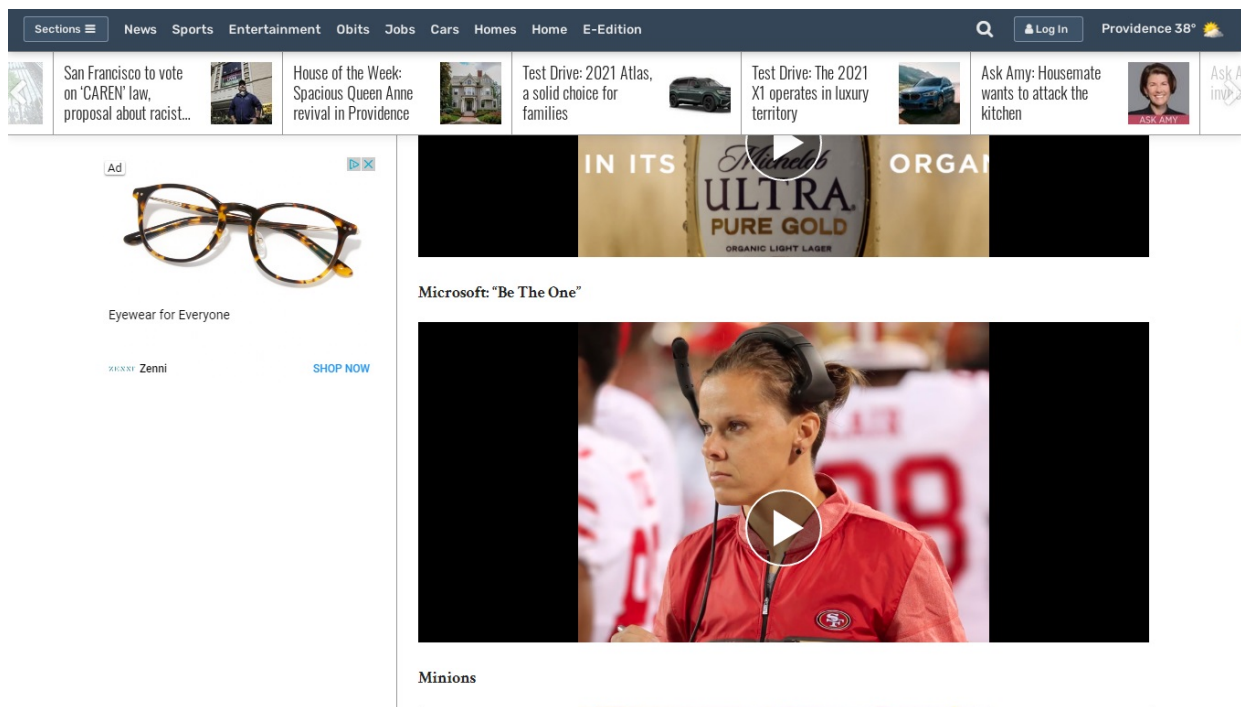 Sections
News Sports Entertainment Obits Jobs Cars Homes Home E-Edition
Log In
Providence 38°
San Francisco to vote
on ‘CAREN’ law,
proposal about racist...
House of the Week:
Spacious Queen Anne
revival in Providence
Test Drive: 2021 Atlas,
a solid choice for
families
Test Drive: The 2021
X1 operates in luxury
territory
Ask Amy: Housemate
wants to attack the
kitchen
ASK AMY
Ad
Eyewear for Everyone
ZENNI Zenni
SHOP NOW
IN ITS
Michelob
ULTRA
PURE GOLD
ORGANIC LIGHT LAGER
ORGAN
Microsoft: “Be The One”
SF
Minions